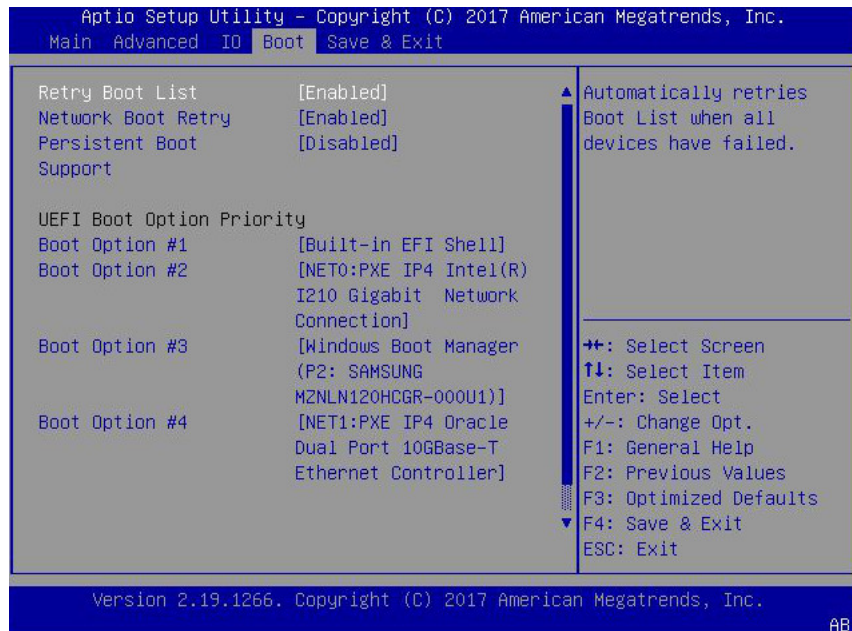 Aptio Setup Utility – Copyright (C) 2017 American Megatrends, Inc.
Main Advanced IO Boot Save & Exit
Retry Boot List [Enabled]
Network Boot Retry [Enabled]
Persistent Boot [Disabled]
Support
UEFI Boot Option Priority
Boot Option #1 [Built-in EFI Shell]
Boot Option #2 [NET0:PXE IP4 Intel(R)
I210 Gigabit Network
Connection]
Boot Option #3 [Windows Boot Manager
(P2: SAMSUNG
MZNLN120HCGR-000U1)]
Boot Option #4 [NET1:PXE IP4 Oracle
Dual Port 10GBase-T
Ethernet Controller]
Automatically retries
Boot List when all
devices have failed.
→←: Select Screen
↑↓: Select Item
Enter: Select
+/-: Change Opt.
F1: General Help
F2: Previous Values
F3: Optimized Defaults
F4: Save & Exit
ESC: Exit
Version 2.19.1266. Copyright (C) 2017 American Megatrends, Inc.
AB